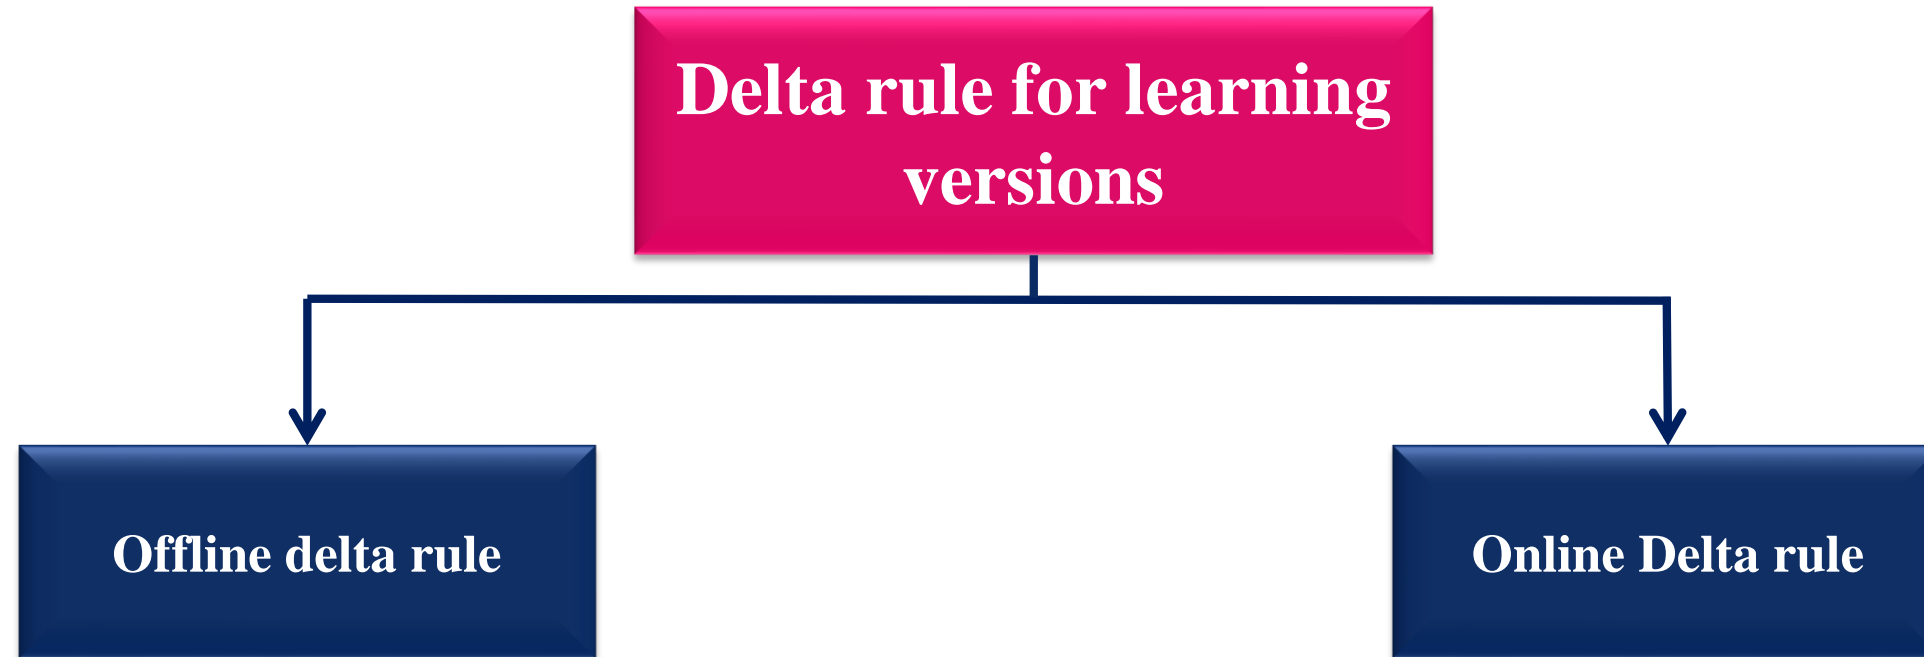 Delta rule for learning
versions
Offline delta rule
Online Delta rule